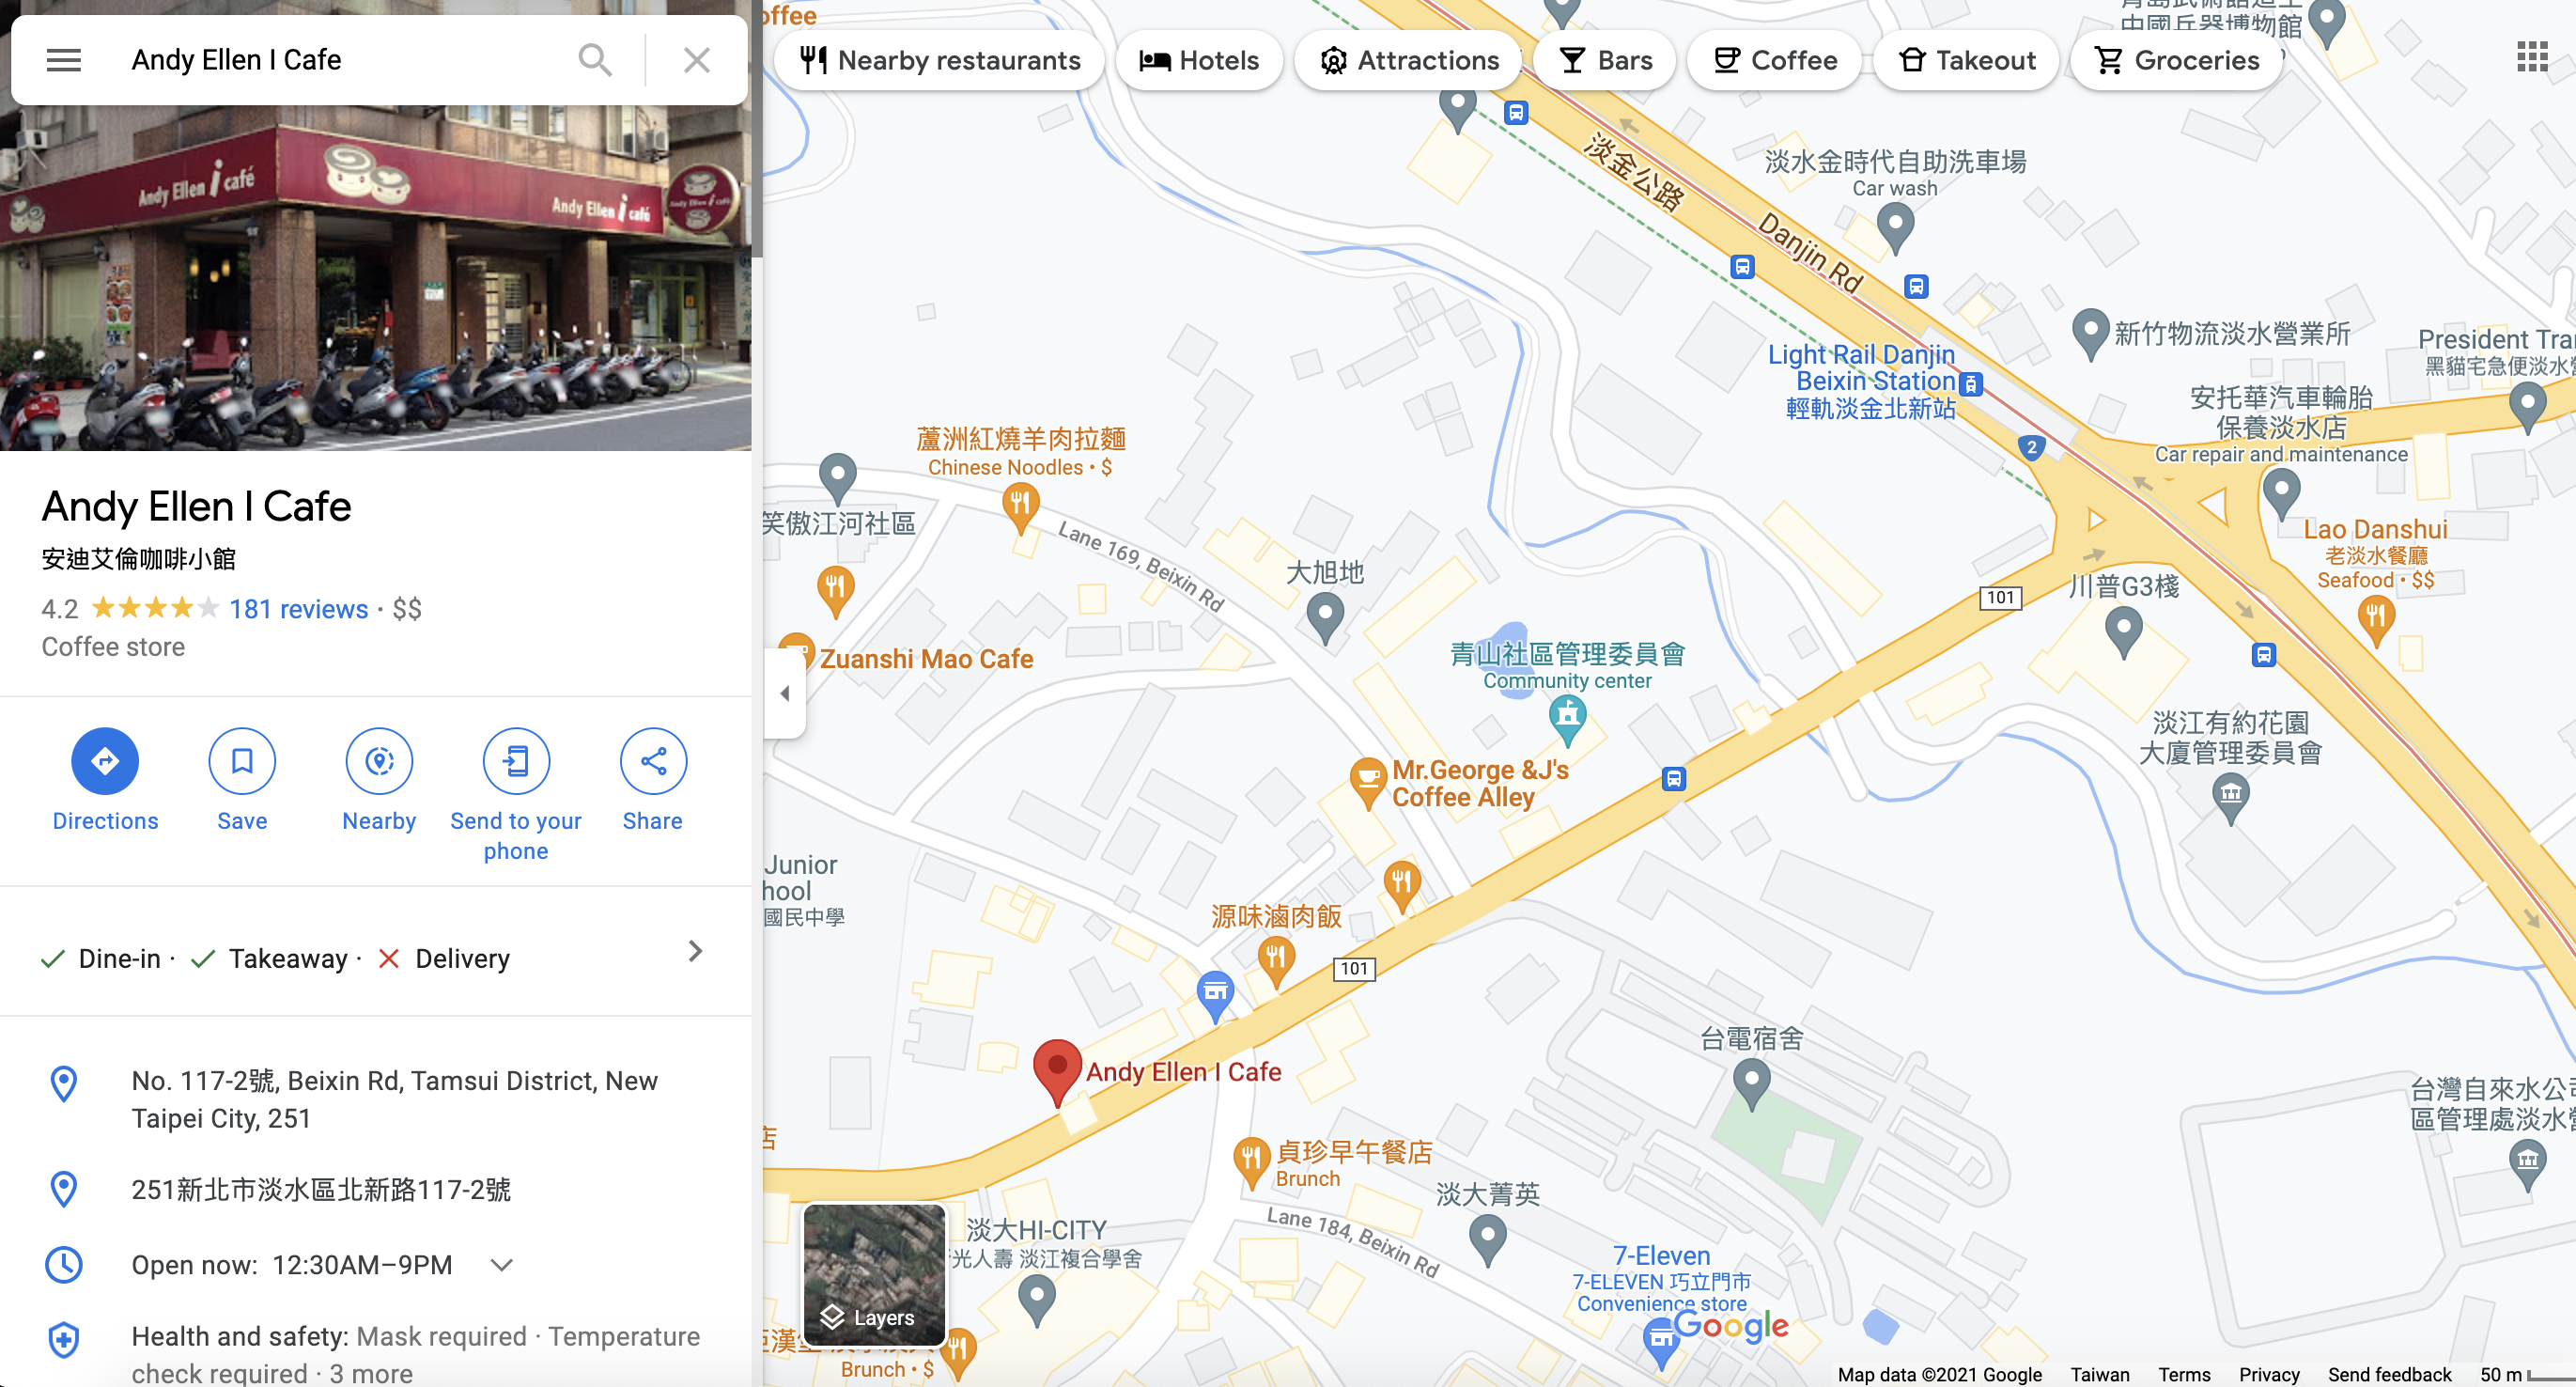 Andy Ellen I Cafe
Andy Ellen i café
Andy Ellen i café
Andy Ellen I Cafe
安迪艾倫咖啡小館
4.2 181 reviews · $$
Coffee store
Directions
Save
Nearby
Send to your
phone
Share
Dine-in · Takeaway · Delivery
No. 117-2號, Beixin Rd, Tamsui District, New
Taipei City, 251
251新北市淡水區北新路117-2號
Open now: 12:30AM–9PM
Health and safety: Mask required · Temperature
check required · 3 more
Nearby restaurants
Hotels
Attractions
Bars
Coffee
Takeout
Groceries
中國兵器博物館
淡金公路
Danjin Rd
淡水金時代自助洗車場
Car wash
新竹物流淡水營業所
Light Rail Danjin
Beixin Station
輕軌淡金北新站
2
President Tra
黑貓宅急便淡水營
安托華汽車輪胎
保養淡水店
Car repair and maintenance
Lao Danshui
老淡水餐廳
Seafood · $$
蘆洲紅燒羊肉拉麵
Chinese Noodles · $
笑傲江河社區
Lane 169, Beixin Rd
大旭地
Zuanshi Mao Cafe
青山社區管理委員會
Community center
101
川普G3棧
淡江有約花園
大廈管理委員會
Mr.George &J's
Coffee Alley
Junior
hool
國民中學
源味滷肉飯
101
Andy Ellen I Cafe
台電宿舍
台灣自來水公司
區管理處淡水營
店
貞珍早午餐店
Brunch
淡大菁英
Lane 184, Beixin Rd
淡大HI-CITY
光人壽 淡江複合學舍
7-Eleven
7-ELEVEN 巧立門市
Convenience store
Layers
Brunch · $
Google
Map data ©2021 Google Taiwan Terms Privacy Send feedback 50 m